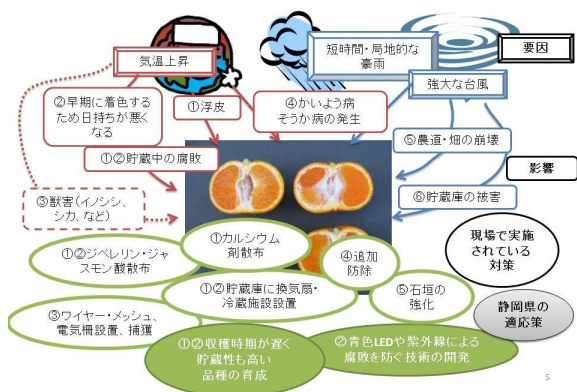 気温上昇
短時間・局地的な
豪雨
要因
強大な台風
②早期に着色する
ため日持ちが悪く
なる
①浮皮
④かいよう病
そうか病の発生
①②貯蔵中の腐敗
⑤農道・畑の崩壊
影響
③獣害(イノシシ、
シカ、など)
⑥貯蔵庫の被害
①②ジベレリン・ジャ
スモン酸散布
①カルシウム
剤散布
④追加
防除
現場で実施
されている
対策
①②貯蔵庫に換気扇・
冷蔵施設設置
⑤石垣の
強化
③ワイヤー・メッシュ、
電気柵設置、捕獲
静岡県の
適応策
①②収穫時期が遅く
貯蔵性も高い
品種の育成
②青色LEDや紫外線による
腐敗を防ぐ技術の開発
5